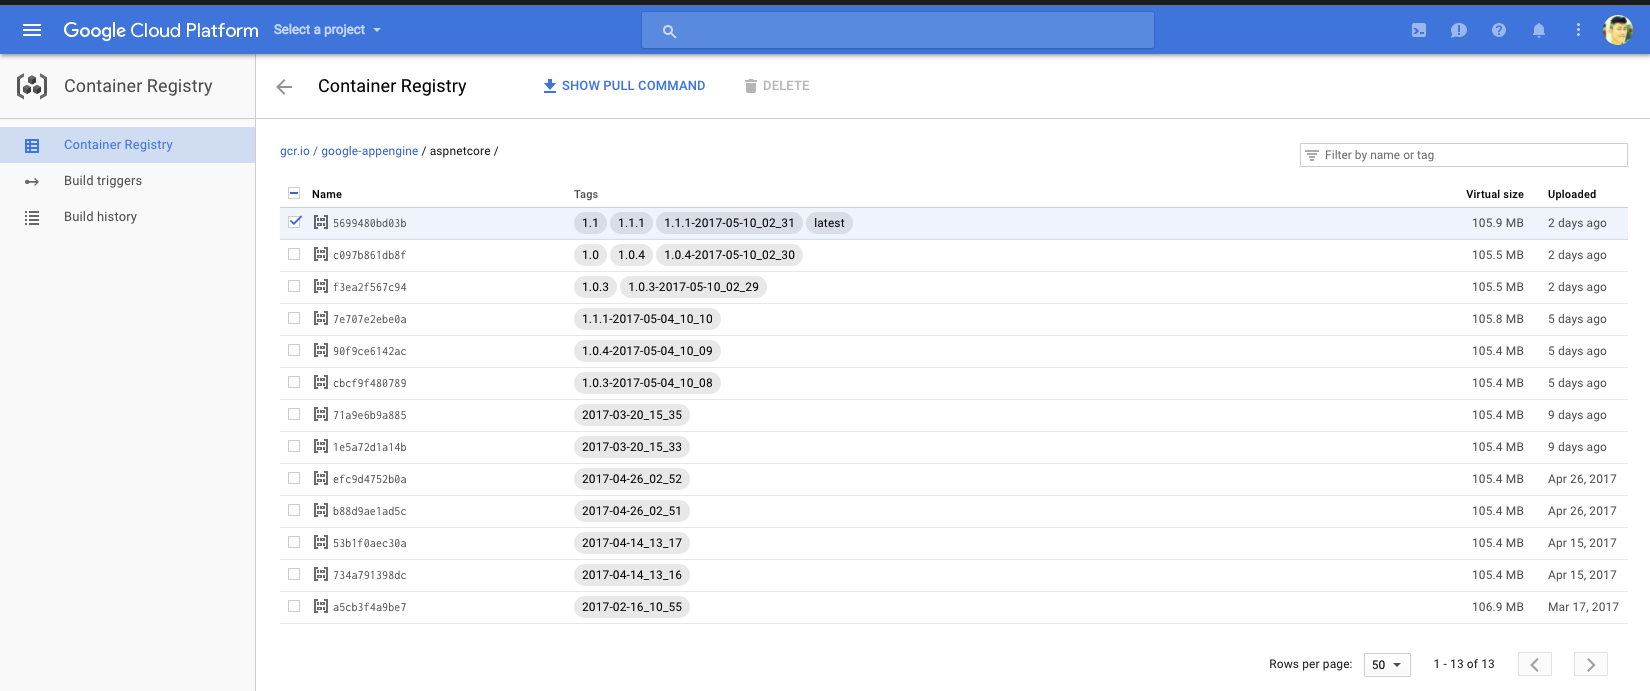 Google Cloud Platform Select a project
Container Registry
Container Registry
Build triggers
Build history
Container Registry SHOW PULL COMMAND DELETE
gcr.io / google-appengine / aspnetcore /
Filter by name or tag
Name Tags Virtual size Uploaded
5699480bd03b 1.1 1.1.1 1.1.1-2017-05-10_02_31 latest 105.9 MB 2 days ago
c097b861db8f 1.0 1.0.4 1.0.4-2017-05-10_02_30 105.5 MB 2 days ago
f3ea2f567c94 1.0.3 1.0.3-2017-05-10_02_29 105.5 MB 2 days ago
7e707e2ebe0a 1.1.1-2017-05-04_10_10 105.8 MB 5 days ago
90f9ce6142ac 1.0.4-2017-05-04_10_09 105.4 MB 5 days ago
cbcf9f480789 1.0.3-2017-05-04_10_08 105.4 MB 5 days ago
71a9e6b9a885 2017-03-20_15_35 105.4 MB 9 days ago
1e5a72d1a14b 2017-03-20_15_33 105.4 MB 9 days ago
efc9d4752b0a 2017-04-26_02_52 105.4 MB Apr 26, 2017
b88d9ae1ad5c 2017-04-26_02_51 105.4 MB Apr 26, 2017
53b1f0aec30a 2017-04-14_13_17 105.4 MB Apr 15, 2017
734a791398dc 2017-04-14_13_16 105.4 MB Apr 15, 2017
a5cb3f4a9be7 2017-02-16_10_55 106.9 MB Mar 17, 2017
Rows per page: 50 1 - 13 of 13